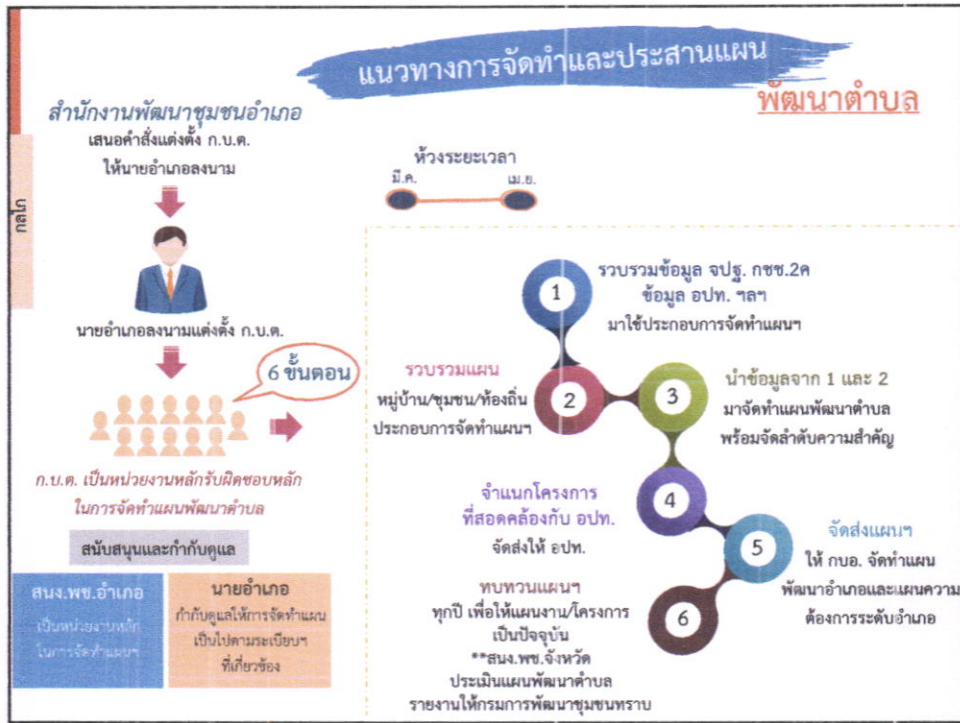 แนวทางการจัดทำและประสานแผน
พัฒนาตำบล
สำนักงานพัฒนาชุมชนอำเภอ
เสนอคำสั่งแต่งตั้ง ก.บ.ต.
ให้นายอำเภอลงนาม
กลไก
นายอำเภอลงนามแต่งตั้ง ก.บ.ต.
6 ขั้นตอน
ก.บ.ต. เป็นหน่วยงานหลักรับผิดชอบหลัก
ในการจัดทำแผนพัฒนาตำบล
สนับสนุนและกำกับดูแล
สนง.พช.อำเภอ
เป็นหน่วยงานหลัก
ในการจัดทำแผนฯ
นายอำเภอ
กำกับดูแลให้การจัดทำแผน
เป็นไปตามระเบียบฯ
ที่เกี่ยวข้อง
ห้วงระยะเวลา
มี.ค.
เม.ย.
1
รวบรวมข้อมูล จปฐ. กชช.2ค
ข้อมูล อปท. ฯลฯ
มาใช้ประกอบการจัดทำแผนฯ
รวบรวมแผน
หมู่บ้าน/ชุมชน/ท้องถิ่น
ประกอบการจัดทำแผนฯ
2
3
นำข้อมูลจาก 1 และ 2
มาจัดทำแผนพัฒนาตำบล
พร้อมจัดลำดับความสำคัญ
จำแนกโครงการ
ที่สอดคล้องกับ อปท.
จัดส่งให้ อปท.
4
5
จัดส่งแผนฯ
ให้ กบอ. จัดทำแผน
พัฒนาอำเภอและแผนความ
ต้องการระดับอำเภอ
ทบทวนแผนฯ
ทุกปี เพื่อให้แผนงาน/โครงการ
เป็นปัจจุบัน
**สนง.พช.จังหวัด
ประเมินแผนพัฒนาตำบล
รายงานให้กรมการพัฒนาชุมชนทราบ
6